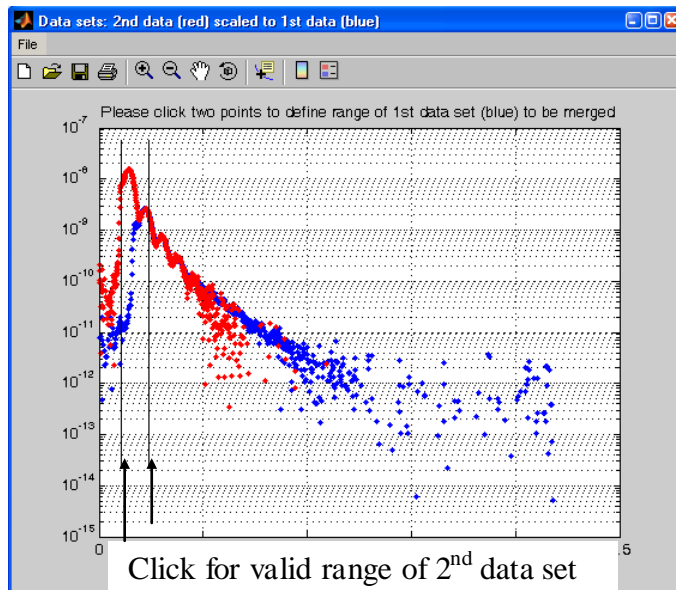 Data sets: 2nd data (red) scaled to 1st data (blue)
File
Please click two points to define range of 1st data set (blue) to be merged
10^-7
10^-8
10^-9
10^-10
10^-11
10^-12
10^-13
10^-14
10^-15
0
.5
Click for valid range of 2nd data set